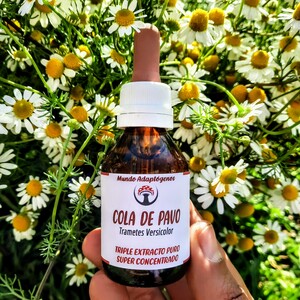 Mundo Adaptógenos
COLA DE PAVO
Trametes Versicolor
TRIPLE EXTRACTO PURO
SUPER CONCENTRADO